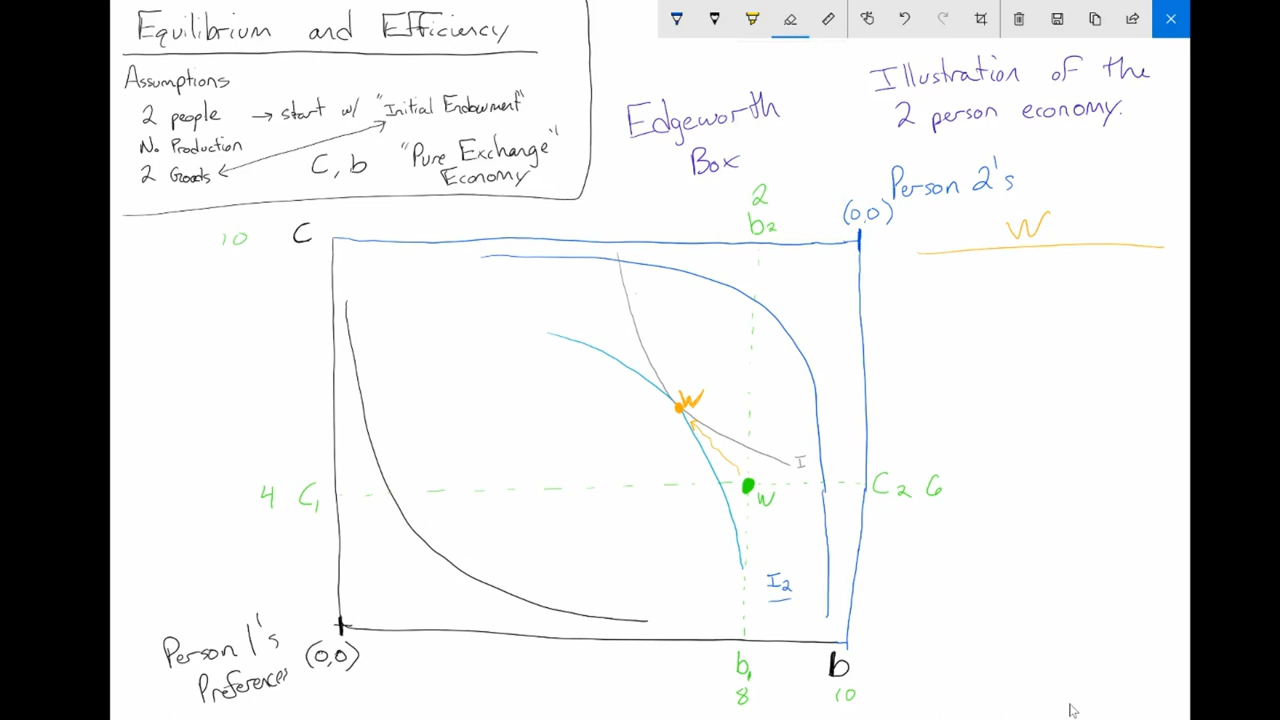 Equilibrium and Efficiency
Assumptions
2 people → start w/ "Initial Endowment"
No Production
2 Goods
C, b
"Pure Exchange"
Economy
Edgeworth
Box
Illustration of the
2 person economy.
Person 2's
(0,0)
W
2
b₂
10 C
W
I
W
4 C₁
C₂ 6
I₂
Person 1's
Preferences
(0,0)
b₁
8
b
10